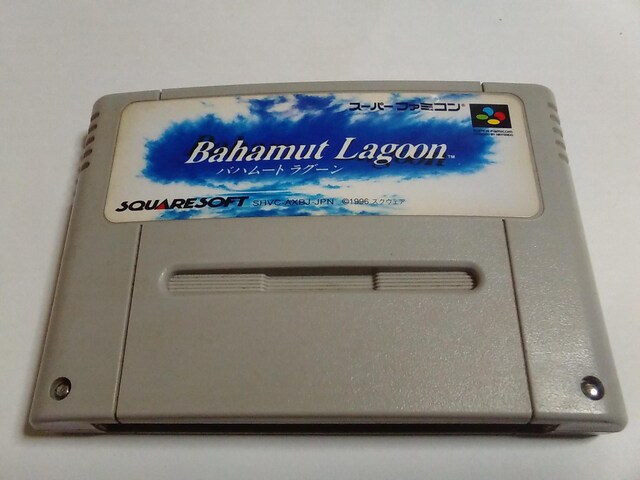 スーパーファミコン
Bahamut Lagoon™
バハムート ラグーン
SQUARESOFT SHVC-AXBJ-JPN ©1996 スクウェア